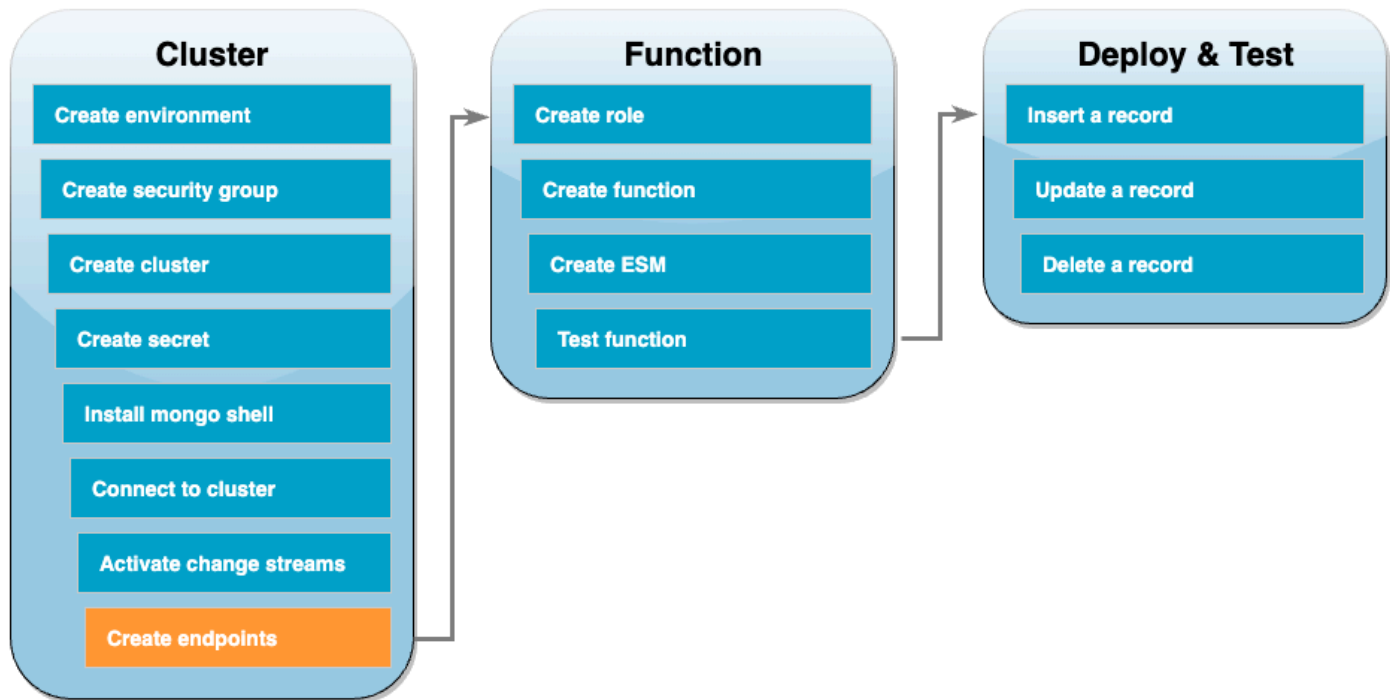 Cluster
Create environment
Create security group
Create cluster
Create secret
Install mongo shell
Connect to cluster
Activate change streams
Create endpoints
Function
Create role
Create function
Create ESM
Test function
Deploy & Test
Insert a record
Update a record
Delete a record